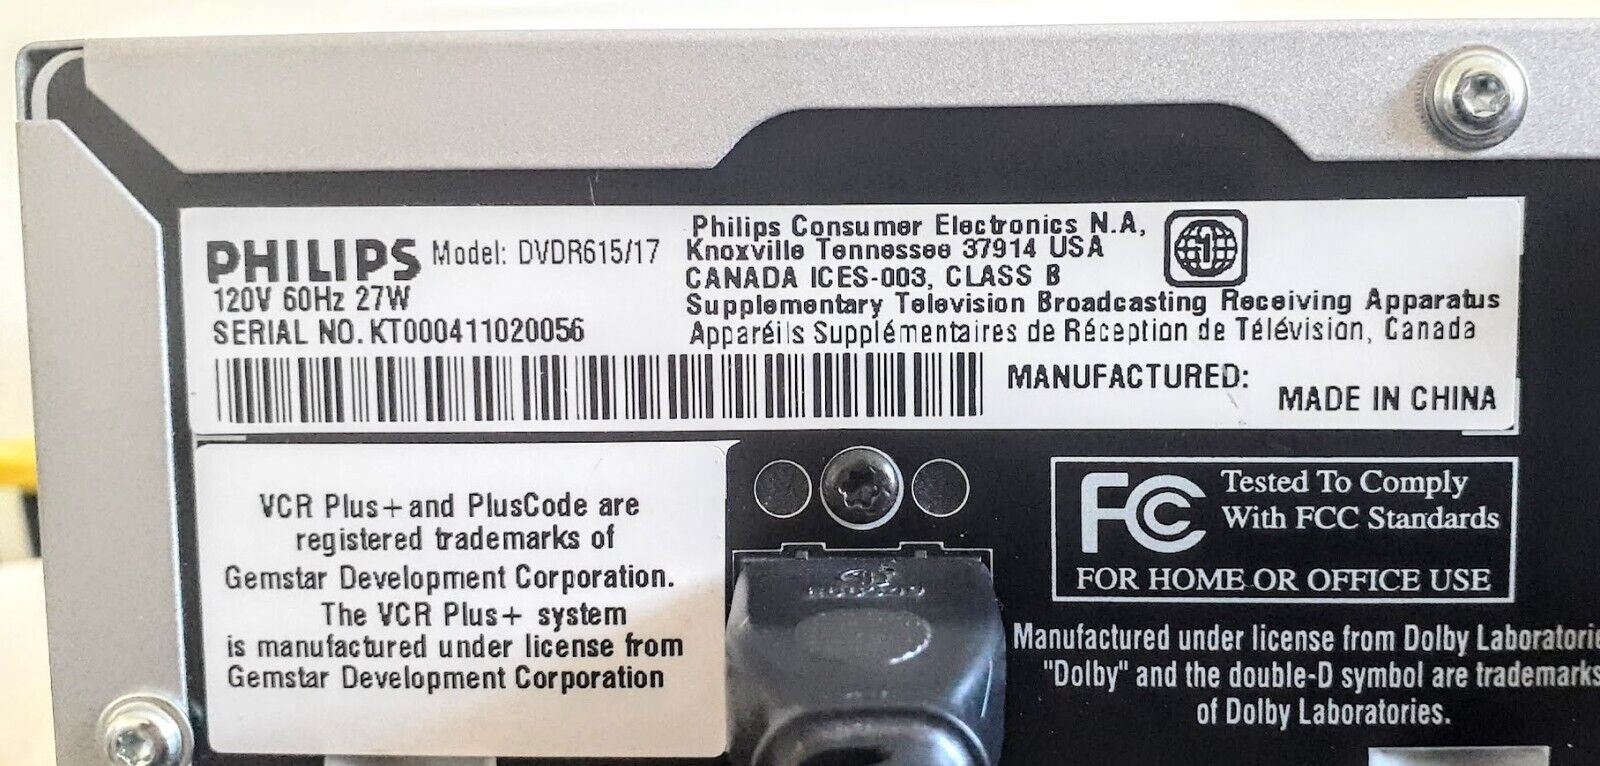 PHILIPS Model: DVDR615/17
120V 60Hz 27W
SERIAL NO. KT000411020056
Philips Consumer Electronics N.A,
Knoxville Tennessee 37914 USA
CANADA ICES-003, CLASS B
Supplementary Television Broadcasting Receiving Apparatus
Appareils Supplémentaires de Réception de Télévision, Canada
1
MANUFACTURED:
MADE IN CHINA
VCR Plus+ and PlusCode are
registered trademarks of
Gemstar Development Corporation.
The VCR Plus+ system
is manufactured under license from
Gemstar Development Corporation
FC Tested To Comply
With FCC Standards
FOR HOME OR OFFICE USE
Manufactured under license from Dolby Laboratorie
"Dolby" and the double-D symbol are trademarks
of Dolby Laboratories.